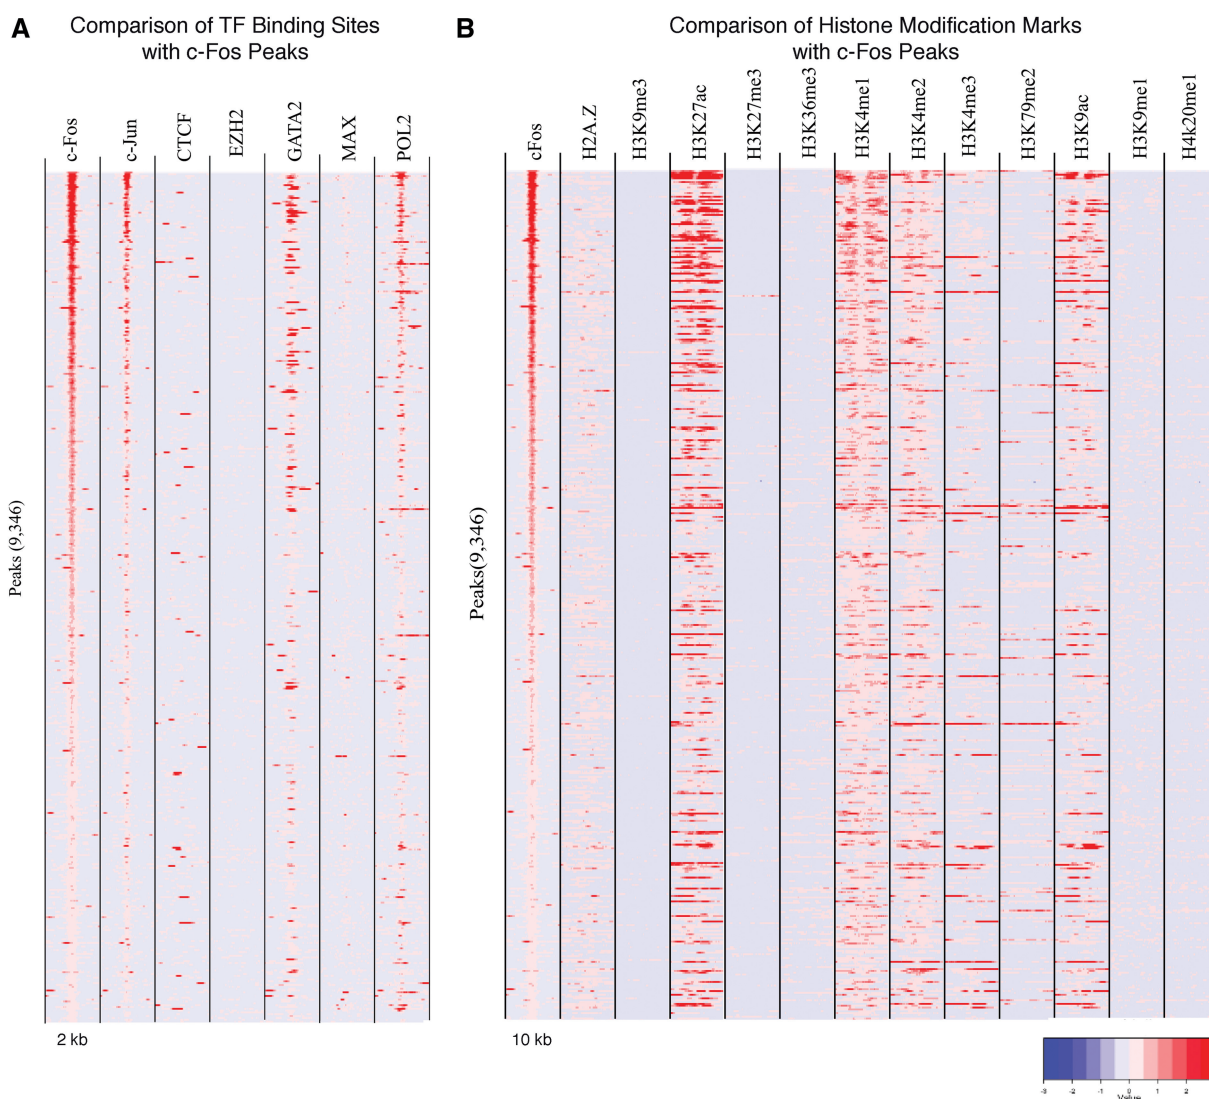 A
Comparison of TF Binding Sites
with c-Fos Peaks
c-Fos
c-Jun
CTCF
EZH2
GATA2
MAX
POL2
Peaks (9,346)
2 kb
B
Comparison of Histone Modification Marks
with c-Fos Peaks
cFos
H2A.Z
H3K9me3
H3K27ac
H3K27me3
H3K36me3
H3K4me1
H3K4me2
H3K4me3
H3K79me2
H3K9ac
H3K9me1
H4k20me1
Peaks(9,346)
10 kb
-3 -2 -1 0 1 2
Value